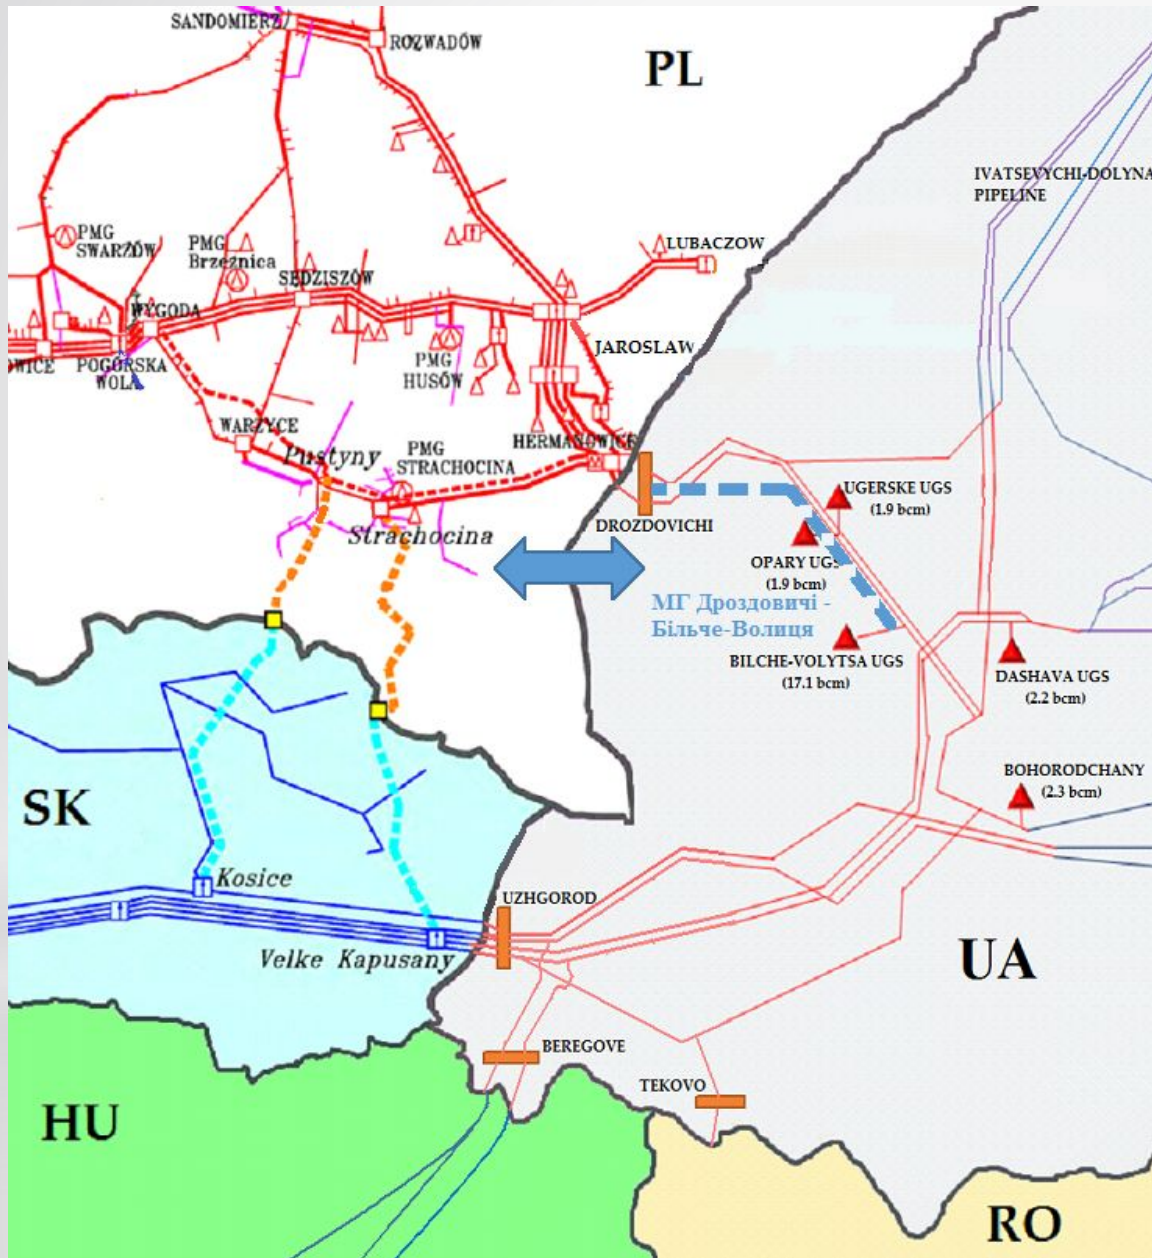 SANDOMIERZ
ROZWADÓW
PL
IVATSEVYCHI-DOLYNA
PIPELINE
PMG
SWARZÓW
PMG
Brzeźnica
SĘDZISZÓW
LUBACZOW
WYGODA
OWICE
POGÓRSKA
WOLA
PMG
HUSÓW
JAROSLAW
WARZYCE
Pustyny
PMG
STRACHOCINA
HERMANOWICE
Strachocina
DROZDOVICHI
UGERSKE UGS
(1.9 bcm)
OPARY UGS
(1.9 bcm)
МГ Дроздовичі -
Більче-Волиця
BILCHE-VOLYTSA UGS
(17.1 bcm)
DASHAVA UGS
(2.2 bcm)
BOHORODCHANY
(2.3 bcm)
SK
Kosice
UZHGOROD
Velke Kapusany
UA
BEREGOVE
TEKOVO
HU
RO